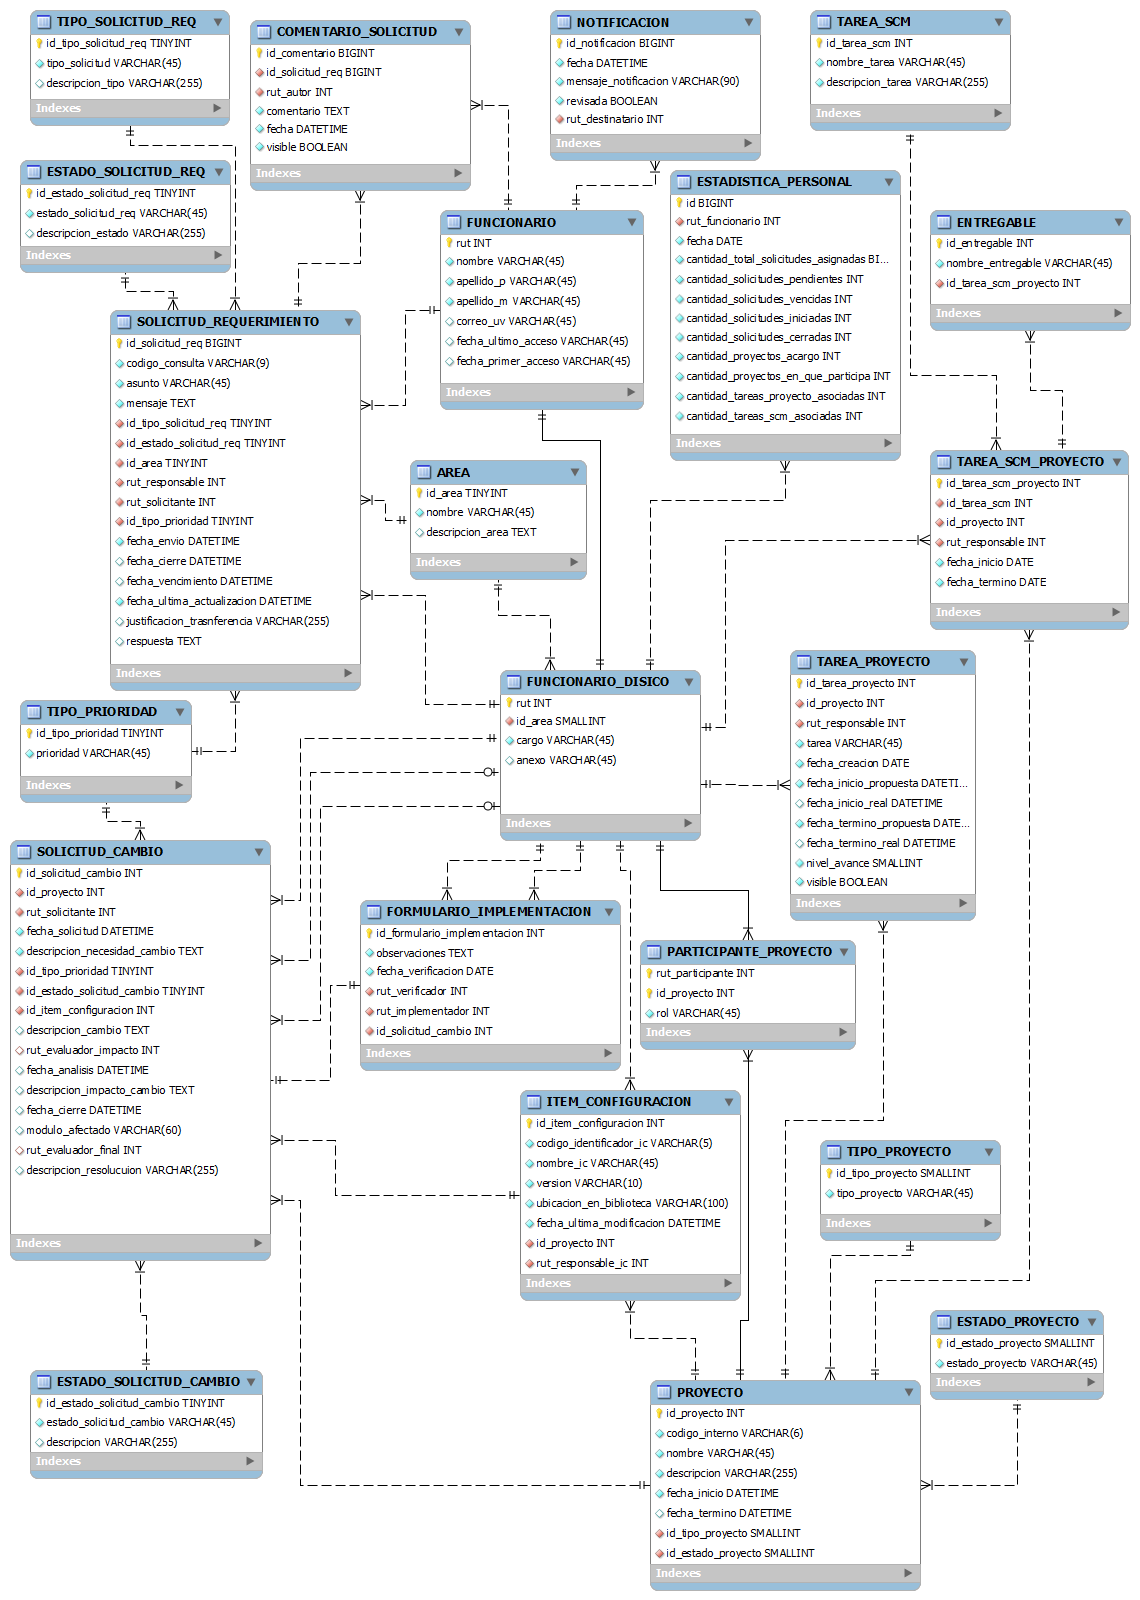 TIPO_SOLICITUD_REQ
id_tipo_solicitud_req TINYINT
tipo_solicitud VARCHAR(45)
descripcion_tipo VARCHAR(255)
Indexes
COMENTARIO_SOLICITUD
id_comentario BIGINT
id_solicitud_req BIGINT
rut_autor INT
comentario TEXT
fecha DATETIME
visible BOOLEAN
Indexes
NOTIFICACION
id_notificacion BIGINT
fecha DATETIME
mensaje_notificacion VARCHAR(90)
revisada BOOLEAN
rut_destinatario INT
Indexes
TAREA_SCM
id_tarea_scm INT
nombre_tarea VARCHAR(45)
descripcion_tarea VARCHAR(255)
Indexes
ESTADO_SOLICITUD_REQ
id_estado_solicitud_req TINYINT
estado_solicitud_req VARCHAR(45)
descripcion_estado VARCHAR(255)
Indexes
FUNCIONARIO
rut INT
nombre VARCHAR(45)
apellido_p VARCHAR(45)
apellido_m VARCHAR(45)
correo_uv VARCHAR(45)
fecha_ultimo_acceso VARCHAR(45)
fecha_primer_acceso VARCHAR(45)
Indexes
ESTADISTICA_PERSONAL
id BIGINT
rut_funcionario INT
fecha DATE
cantidad_total_solicitudes_asignadas BI...
cantidad_solicitudes_pendientes INT
cantidad_solicitudes_vencidas INT
cantidad_solicitudes_iniciadas INT
cantidad_solicitudes_cerradas INT
cantidad_proyectos_acargo INT
cantidad_proyectos_en_que_participa INT
cantidad_tareas_proyecto_asociadas INT
cantidad_tareas_scm_asociadas INT
Indexes
ENTREGABLE
id_entregable INT
nombre_entregable VARCHAR(45)
id_tarea_scm_proyecto INT
Indexes
SOLICITUD_REQUERIMIENTO
id_solicitud_req BIGINT
codigo_consulta VARCHAR(9)
asunto VARCHAR(45)
mensaje TEXT
id_tipo_solicitud_req TINYINT
id_estado_solicitud_req TINYINT
id_area TINYINT
rut_responsable INT
rut_solicitante INT
id_tipo_prioridad TINYINT
fecha_envio DATETIME
fecha_cierre DATETIME
fecha_vencimiento DATETIME
fecha_ultima_actualizacion DATETIME
justificacion_trasnferencia VARCHAR(255)
respuesta TEXT
Indexes
AREA
id_area TINYINT
nombre VARCHAR(45)
descripcion_area TEXT
Indexes
TAREA_SCM_PROYECTO
id_tarea_scm_proyecto INT
id_tarea_scm INT
id_proyecto INT
rut_responsable INT
fecha_inicio DATE
fecha_termino DATE
Indexes
TIPO_PRIORIDAD
id_tipo_prioridad TINYINT
prioridad VARCHAR(45)
Indexes
FUNCIONARIO_DISICO
rut INT
id_area SMALLINT
cargo VARCHAR(45)
anexo VARCHAR(45)
Indexes
TAREA_PROYECTO
id_tarea_proyecto INT
id_proyecto INT
rut_responsable INT
tarea VARCHAR(45)
fecha_creacion DATE
fecha_inicio_propuesta DATETI...
fecha_inicio_real DATETIME
fecha_termino_propuesta DATE...
fecha_termino_real DATETIME
nivel_avance SMALLINT
visible BOOLEAN
Indexes
SOLICITUD_CAMBIO
id_solicitud_cambio INT
id_proyecto INT
rut_solicitante INT
fecha_solicitud DATETIME
descripcion_necesidad_cambio TEXT
id_tipo_prioridad TINYINT
id_estado_solicitud_cambio TINYINT
id_item_configuracion INT
descripcion_cambio TEXT
rut_evaluador_impacto INT
fecha_analisis DATETIME
descripcion_impacto_cambio TEXT
fecha_cierre DATETIME
modulo_afectado VARCHAR(60)
rut_evaluador_final INT
descripcion_resolucuion VARCHAR(255)
Indexes
FORMULARIO_IMPLEMENTACION
id_formulario_implementacion INT
observaciones TEXT
fecha_verificacion DATE
rut_verificador INT
rut_implementador INT
id_solicitud_cambio INT
Indexes
PARTICIPANTE_PROYECTO
rut_participante INT
id_proyecto INT
rol VARCHAR(45)
Indexes
ITEM_CONFIGURACION
id_item_configuracion INT
codigo_identificador_ic VARCHAR(5)
nombre_ic VARCHAR(45)
version VARCHAR(10)
ubicacion_en_biblioteca VARCHAR(100)
fecha_ultima_modificacion DATETIME
id_proyecto INT
rut_responsable_ic INT
Indexes
TIPO_PROYECTO
id_tipo_proyecto SMALLINT
tipo_proyecto VARCHAR(45)
Indexes
ESTADO_PROYECTO
id_estado_proyecto SMALLINT
estado_proyecto VARCHAR(45)
Indexes
ESTADO_SOLICITUD_CAMBIO
id_estado_solicitud_cambio TINYINT
estado_solicitud_cambio VARCHAR(45)
descripcion VARCHAR(255)
Indexes
PROYECTO
id_proyecto INT
codigo_interno VARCHAR(6)
nombre VARCHAR(45)
descripcion VARCHAR(255)
fecha_inicio DATETIME
fecha_termino DATETIME
id_tipo_proyecto SMALLINT
id_estado_proyecto SMALLINT
Indexes